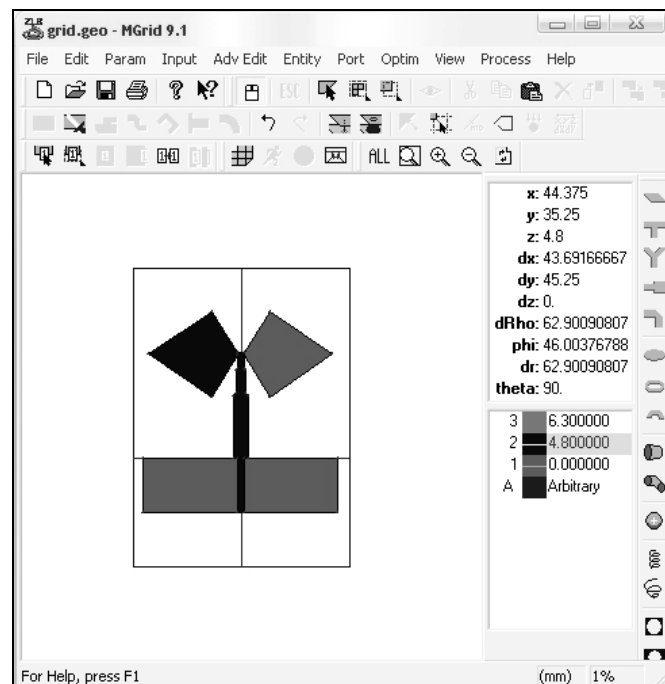 ZLR
grid.geo - MGrid 9.1
File Edit Param Input Adv Edit Entity Port Optim View Process Help
ESC
ALL
x: 44.375
y: 35.25
z: 4.8
dx: 43.69166667
dy: 45.25
dz: 0.
dRho: 62.90090807
phi: 46.00376788
dr: 62.90090807
theta: 90.
3 6.300000
2 4.800000
1 0.000000
A Arbitrary
For Help, press F1 (mm) 1%